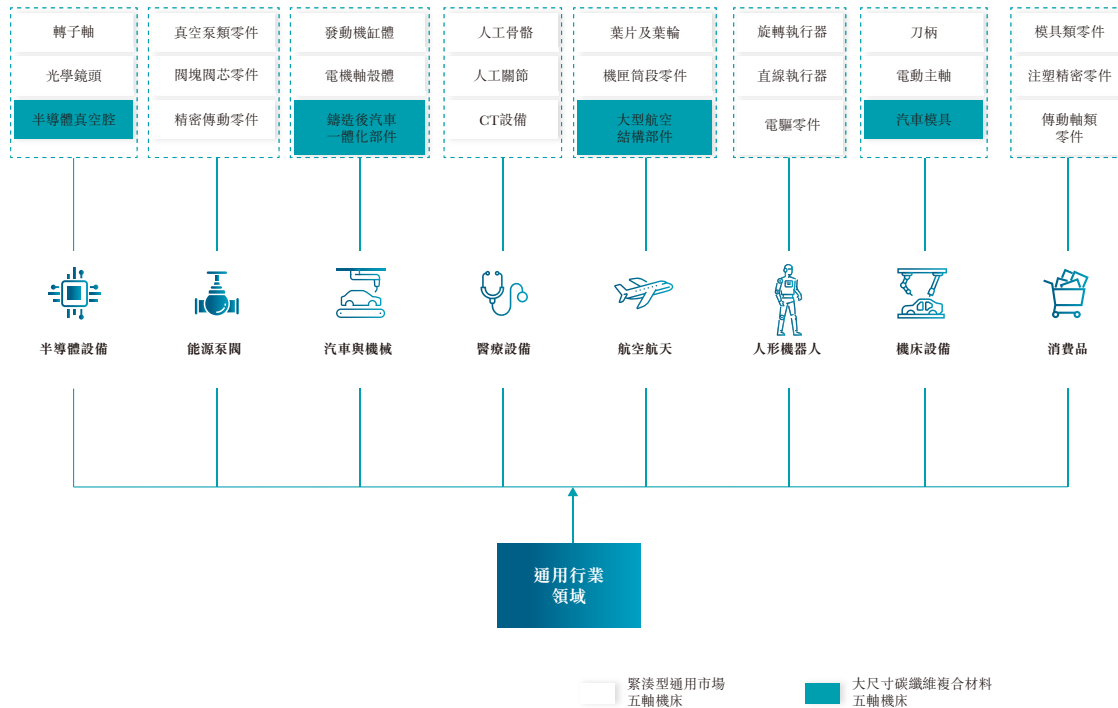 轉子軸
光學鏡頭
半導體真空腔
真空泵類零件
閥塊閥芯零件
精密傳動零件
發動機缸體
電機軸殼體
鑄造後汽車
一體化部件
人工骨骼
人工關節
CT設備
葉片及葉輪
機匣筒段零件
大型航空
結構部件
旋轉執行器
直線執行器
電驅零件
刀柄
電動主軸
汽車模具
模具類零件
注塑精密零件
傳動軸類
零件
半導體設備
能源泵閥
汽車與機械
醫療設備
航空航天
人形機器人
機床設備
消費品
通用行業
領域
緊湊型通用市場
五軸機床
大尺寸碳纖維複合材料
五軸機床